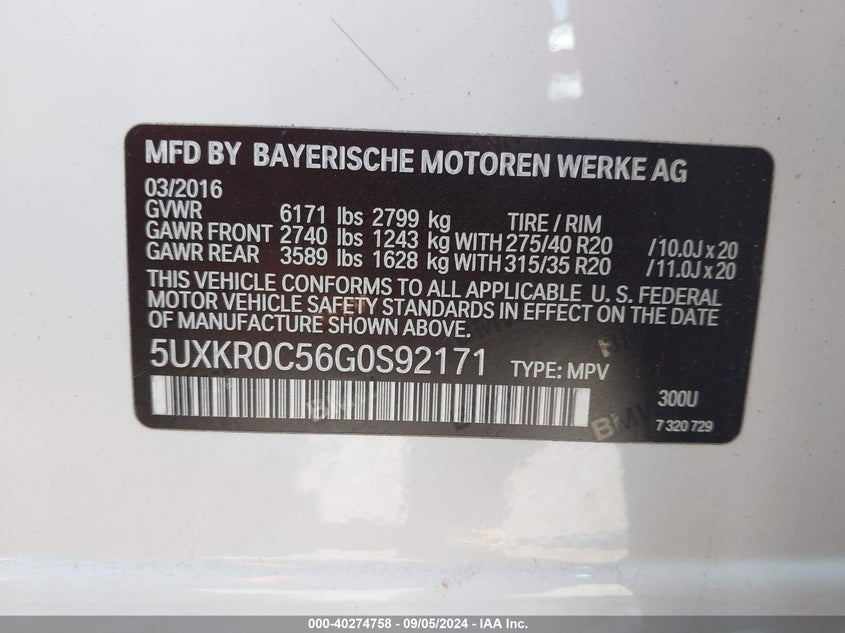 MFD BY BAYERISCHE MOTOREN WERKE AG
03/2016
GVWR 6171 lbs 2799 kg TIRE / RIM
GAWR FRONT 2740 lbs 1243 kg WITH 275/40 R20 /10.0J x 20
GAWR REAR 3589 lbs 1628 kg WITH 315/35 R20 /11.0J x 20
THIS VEHICLE CONFORMS TO ALL APPLICABLE U. S. FEDERAL
MOTOR VEHICLE SAFETY STANDARDS IN EFFECT ON THE DATE
OF MANUFACTURE SHOWN ABOVE.
5UXKR0C56G0S92171 TYPE: MPV
300U
7 320 729
BMW
BMW
BMW
000-40274758 - 09/05/2024 - IAA Inc.